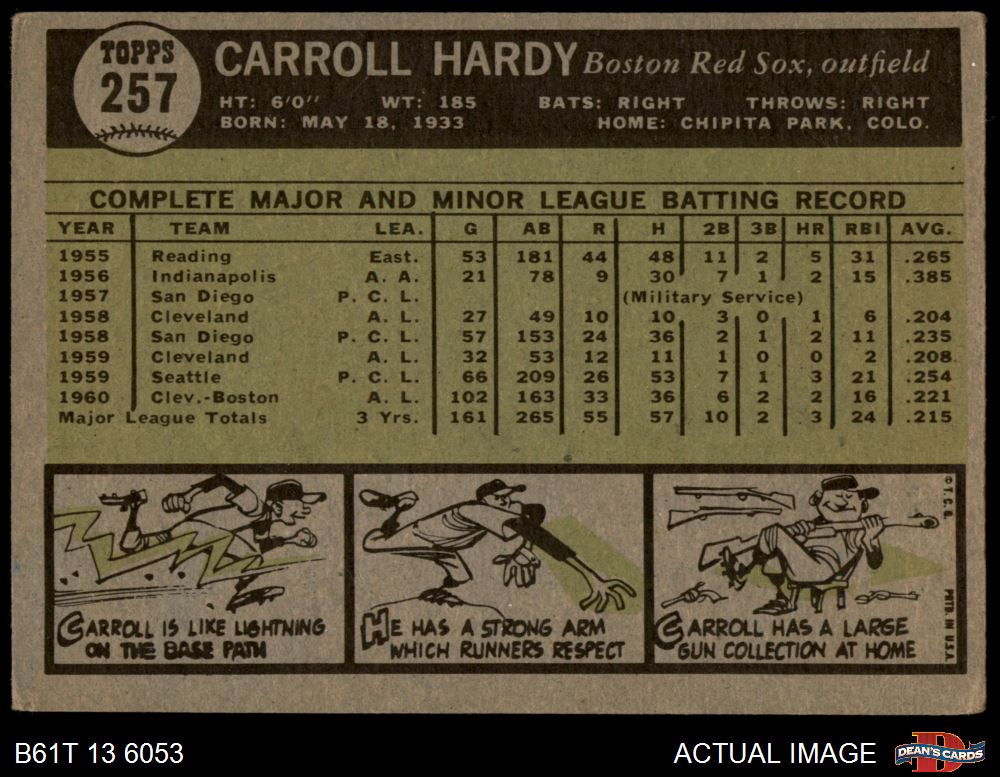 TOPPS
257
CARROLL HARDY Boston Red Sox, outfield
HT: 6'0" WT: 185 BATS: RIGHT THROWS: RIGHT
BORN: MAY 18, 1933 HOME: CHIPITA PARK, COLO.
COMPLETE MAJOR AND MINOR LEAGUE BATTING RECORD
YEAR TEAM LEA. G AB R H 2B 3B HR RBI AVG.
1955 Reading East. 53 181 44 48 11 2 5 31 .265
1956 Indianapolis A. A. 21 78 9 30 7 1 2 15 .385
1957 San Diego P. C. L. (Military Service)
1958 Cleveland A. L. 27 49 10 10 3 0 1 6 .204
1958 San Diego P. C. L. 57 153 24 36 2 1 2 11 .235
1959 Cleveland A. L. 32 53 12 11 1 0 0 2 .208
1959 Seattle P. C. L. 66 209 26 53 7 1 3 21 .254
1960 Clev.-Boston A. L. 102 163 33 36 6 2 2 16 .221
Major League Totals 3 Yrs. 161 265 55 57 10 2 3 24 .215
CARROLL IS LIKE LIGHTNING
ON THE BASE PATH
HE HAS A STRONG ARM
WHICH RUNNERS RESPECT
CARROLL HAS A LARGE
GUN COLLECTION AT HOME
© T. C. G.
PRTD. IN U.S.A.
B61T 13 6053
ACTUAL IMAGE
D
DEAN'S CARDS